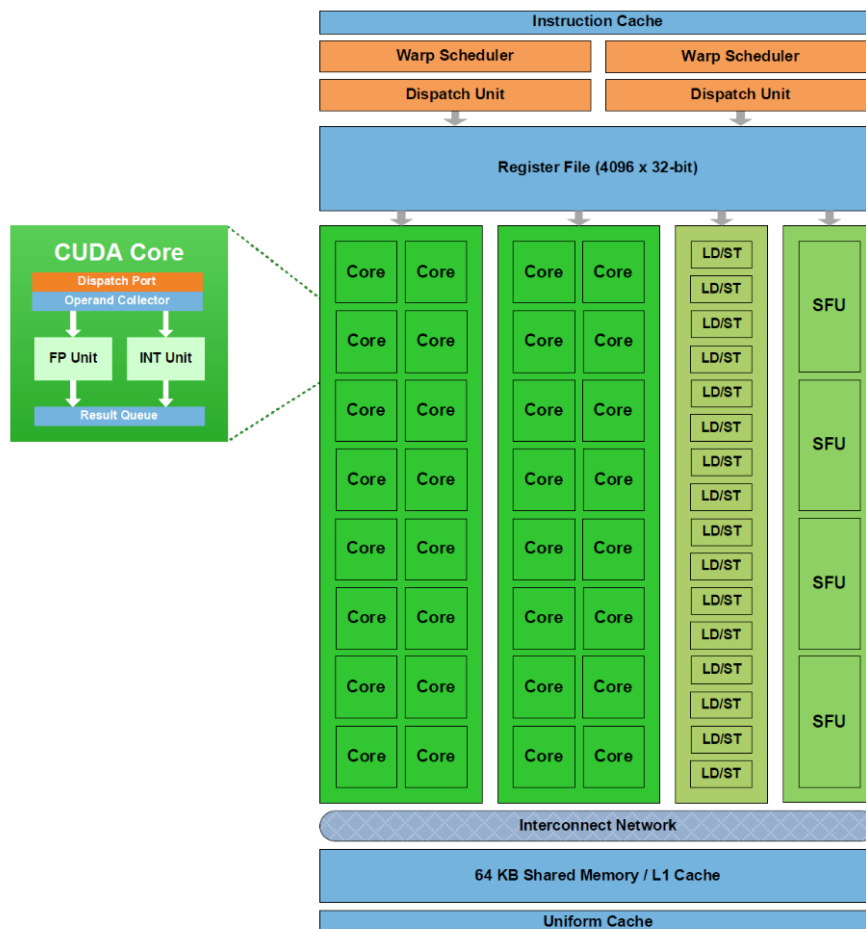 Instruction Cache
Warp Scheduler Warp Scheduler
Dispatch Unit Dispatch Unit
Register File (4096 x 32-bit)
CUDA Core
Dispatch Port
Operand Collector
FP Unit INT Unit
Result Queue
Core Core Core Core LD/ST SFU
LD/ST
Core Core Core Core LD/ST
LD/ST
Core Core Core Core LD/ST SFU
LD/ST
Core Core Core Core LD/ST
LD/ST
Core Core Core Core LD/ST SFU
LD/ST
Core Core Core Core LD/ST
LD/ST
Core Core Core Core LD/ST SFU
LD/ST
Core Core Core Core LD/ST
LD/ST
Interconnect Network
64 KB Shared Memory / L1 Cache
Uniform Cache